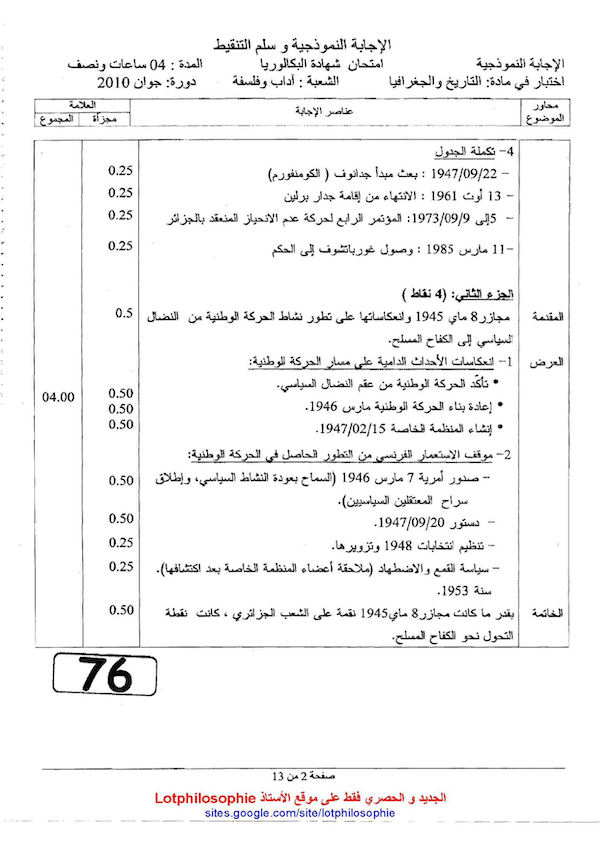 الإجابة النموذجية و سلم التنقيط
الإجابة النموذجية امتحان شهادة البكالوريا المدة : 04 ساعات ونصف
اختبار في مادة: التاريخ والجغرافيا الشعبة : آداب وفلسفة دورة: جوان 2010
محاور الموضوع عناصر الإجابة العلامة
مجزأة المجموع
4- تكملة الجدول
– 1947/09/22 : بعث مبدأ جدانوف ( الكومنفورم) 0.25
– 13 أوت 1961 : الانتهاء من إقامة جدار برلين 0.25
– 5إلى 1973/09/9: المؤتمر الرابع لحركة عدم الانحياز المنعقد بالجزائر 0.25
–11 مارس 1985 : وصول غورباتشوف إلى الحكم 0.25
الجزء الثاني: (4 نقاط )
المقدمة مجازر8 ماي 1945 وانعكاساتها على تطور نشاط الحركة الوطنية من النضال 0.5
السياسي إلى الكفاح المسلح.
العرض 1- انعكاسات الأحداث الدامية على مسار الحركة الوطنية:
• تأكّد الحركة الوطنية من عقم النضال السياسي. 0.50 04.00
• إعادة بناء الحركة الوطنية مارس 1946. 0.50
• إنشاء المنظمة الخاصة 1947/02/15. 0.50
2- موقف الاستعمار الفرنسي من التطور الحاصل في الحركة الوطنية:
– صدور أمرية 7 مارس 1946 (السماح بعودة النشاط السياسي، وإطلاق 0.50
سراح المعتقلين السياسيين).
– دستور 1947/09/20. 0.50
– تنظيم انتخابات 1948 وتزويرها. 0.25
– سياسة القمع والاضطهاد (ملاحقة أعضاء المنظمة الخاصة بعد اكتشافها). 0.25
سنة 1953.
الخاتمة بقدر ما كانت مجازر8 ماي1945 نقمة على الشعب الجزائري ، كانت نقطة 0.50
التحول نحو الكفاح المسلح.
76
صفحة 2 من 13
الجديد و الحصري فقط على موقع الأستاذ Lotphilosophie
sites.google.com/site/lotphilosophie